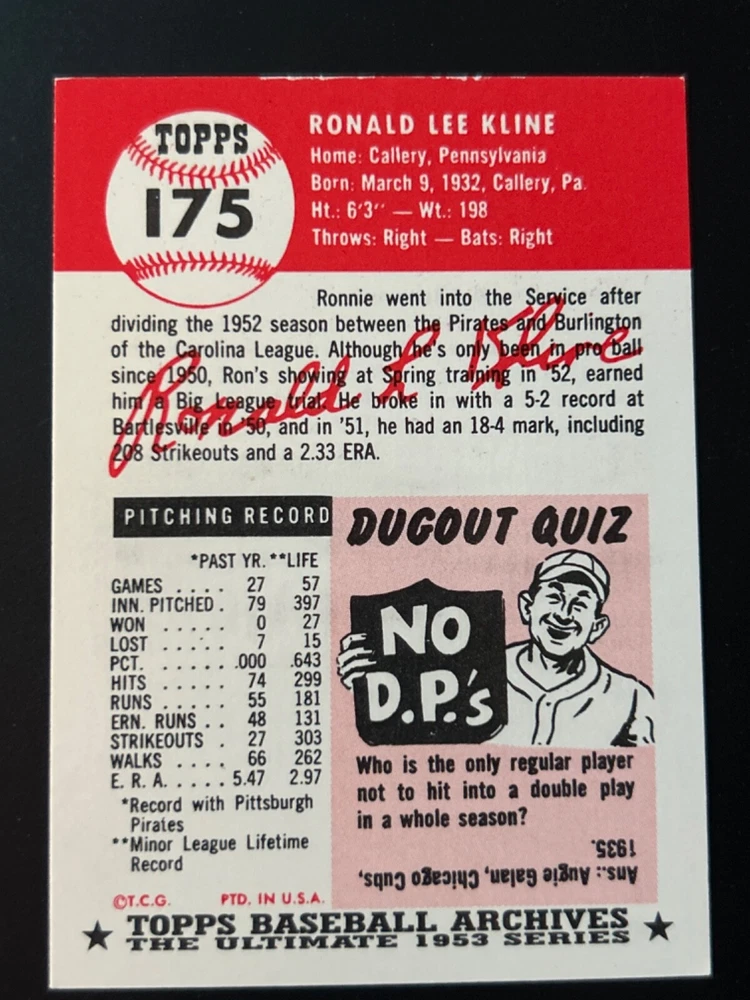 TOPPS
175
RONALD LEE KLINE
Home: Callery, Pennsylvania
Born: March 9, 1932, Callery, Pa.
Ht.: 6'3'' — Wt.: 198
Throws: Right — Bats: Right
Ronnie went into the Service after
dividing the 1952 season between the Pirates and Burlington
of the Carolina League. Although he's only been in pro ball
since 1950, Ron's showing at Spring training in '52, earned
him a Big League trial. He broke in with a 5-2 record at
Bartlesville in '50, and in '51, he had an 18-4 mark, including
208 Strikeouts and a 2.33 ERA.
Ronald L Kline
PITCHING RECORD
*PAST YR. **LIFE
GAMES . . . . 27 57
INN. PITCHED . 79 397
WON . . . . . 0 27
LOST . . . . . 7 15
PCT. . . . . . .000 .643
HITS . . . . . 74 299
RUNS . . . . . 55 181
ERN. RUNS . . 48 131
STRIKEOUTS . 27 303
WALKS . . . . 66 262
E. R. A. . . . . . 5.47 2.97
*Record with Pittsburgh
Pirates
**Minor League Lifetime
Record
©T.C.G. PTD. IN U.S.A.
DUGOUT QUIZ
NO
D.P.'s
Who is the only regular player
not to hit into a double play
in a whole season?
Ans.: Augie Galan, Chicago Cubs,
1935.
★ TOPPS BASEBALL ARCHIVES ★
THE ULTIMATE 1953 SERIES